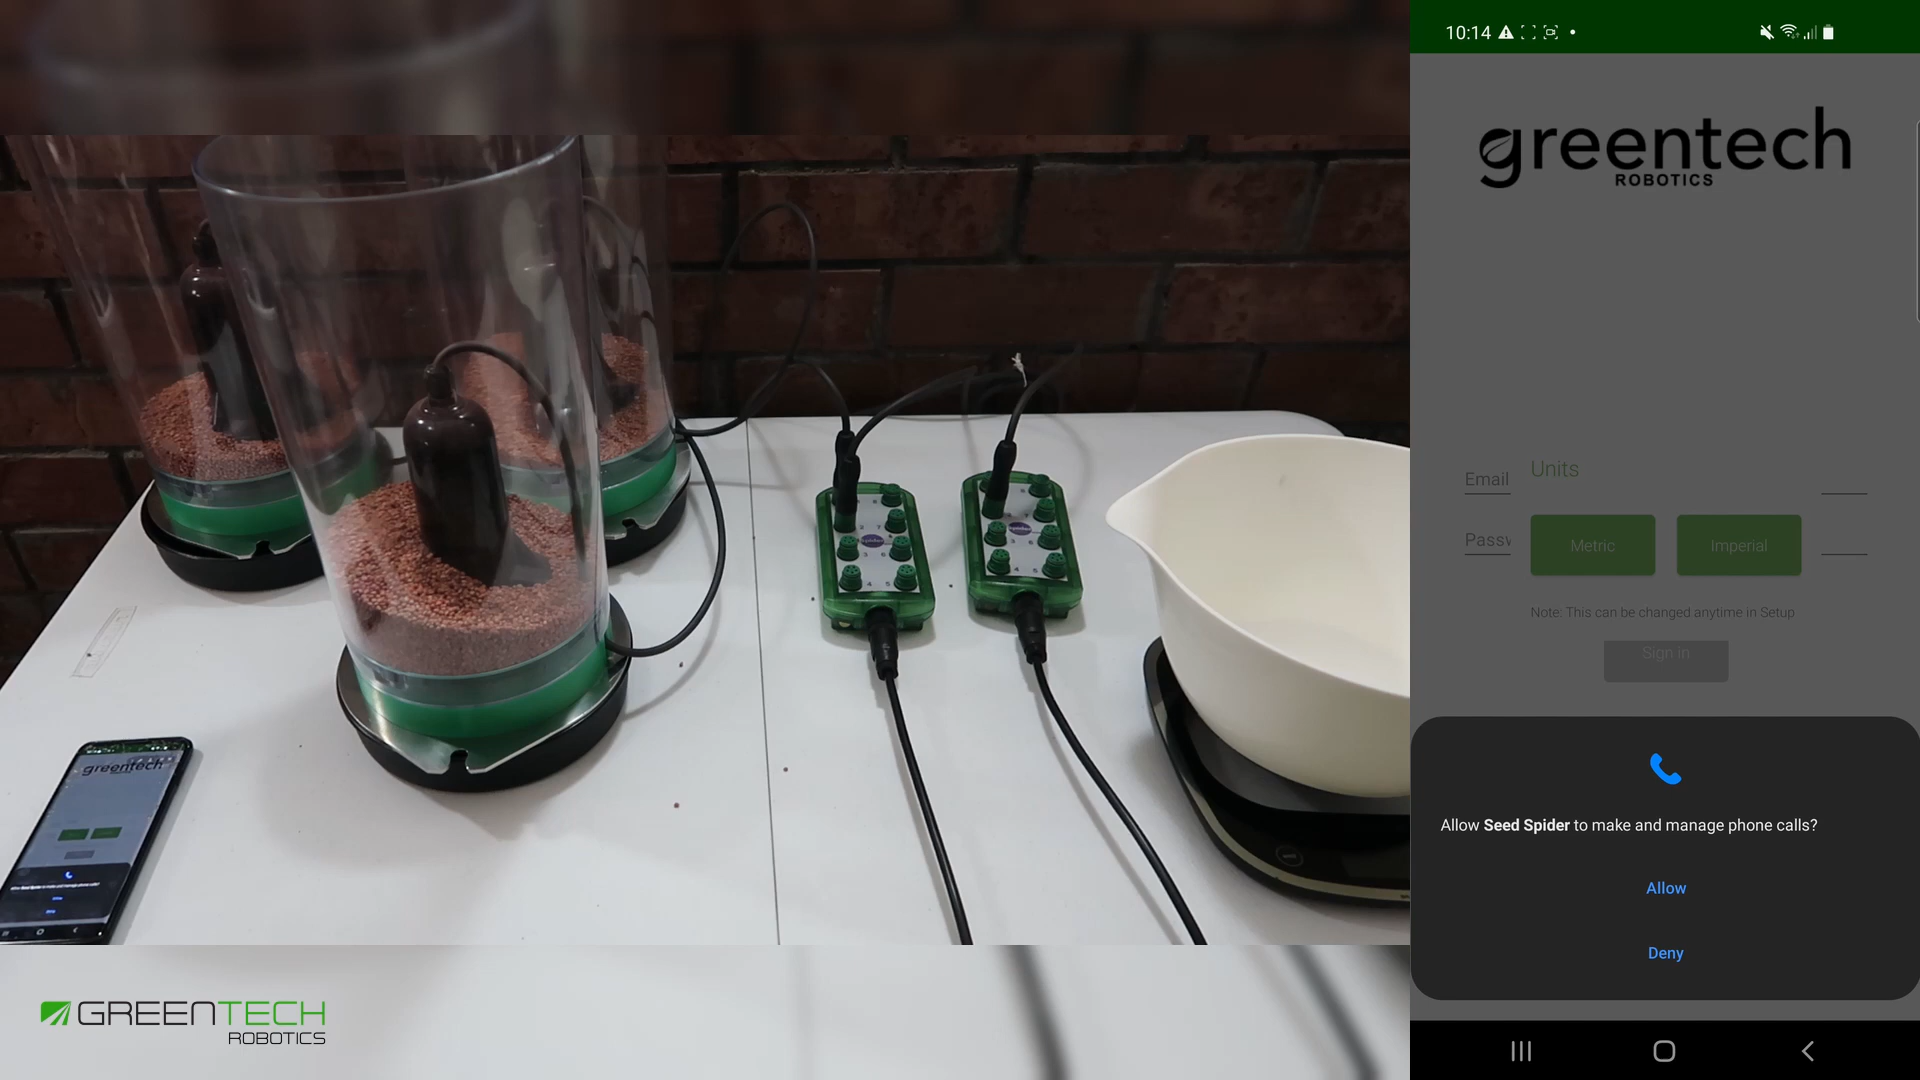 10:14
greentech
ROBOTICS
Email
Units
Passw
Metric
Imperial
Note: This can be changed anytime in Setup
Sign in
Allow Seed Spider to make and manage phone calls?
Allow
Deny
greentech
GREENTECH
ROBOTICS